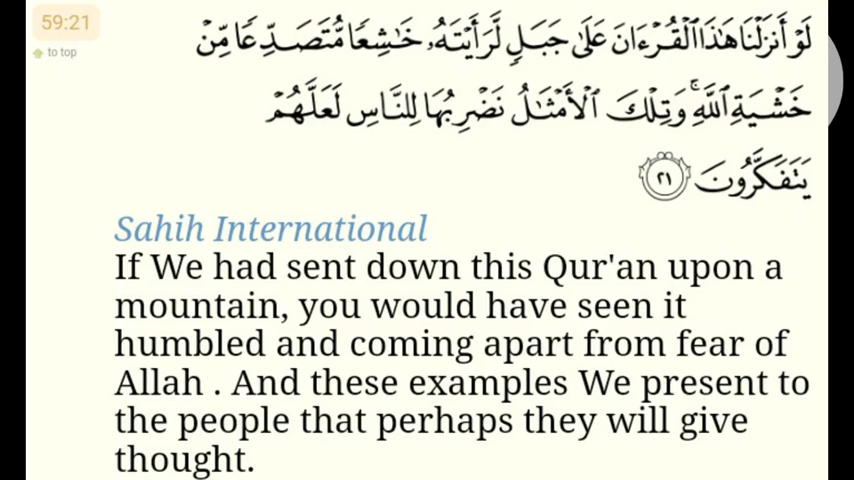 59:21
to top
لَوْ أَنزَلْنَا هَٰذَا ٱلْقُرْءَانَ عَلَىٰ جَبَلٍ لَّرَأَيْتَهُۥ خَٰشِعًا مُّتَصَدِّعًا مِّنْ
خَشْيَةِ ٱللَّهِ ۚ وَتِلْكَ ٱلْأَمْثَٰلُ نَضْرِبُهَا لِلنَّاسِ لَعَلَّهُمْ
يَتَفَكَّرُونَ ٢١
Sahih International
If We had sent down this Qur'an upon a
mountain, you would have seen it
humbled and coming apart from fear of
Allah . And these examples We present to
the people that perhaps they will give
thought.